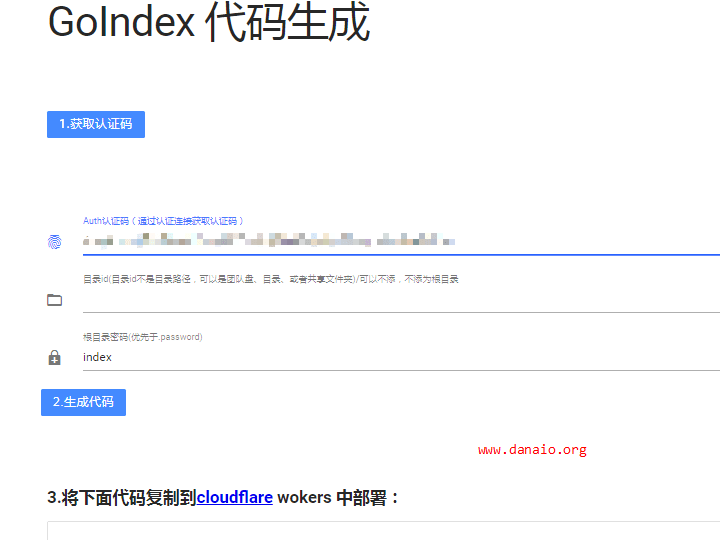 GoIndex 代码生成
1.获取认证码
Auth认证码 ( 通过认证连接获取认证码 )
目录id(目录id不是目录路径，可以是团队盘、目录、或者共享文件夹)/可以不添，不添为根目录
根目录密码(优先于.password)
index
2.生成代码
www.danaio.org
3.将下面代码复制到cloudflare wokers 中部署：